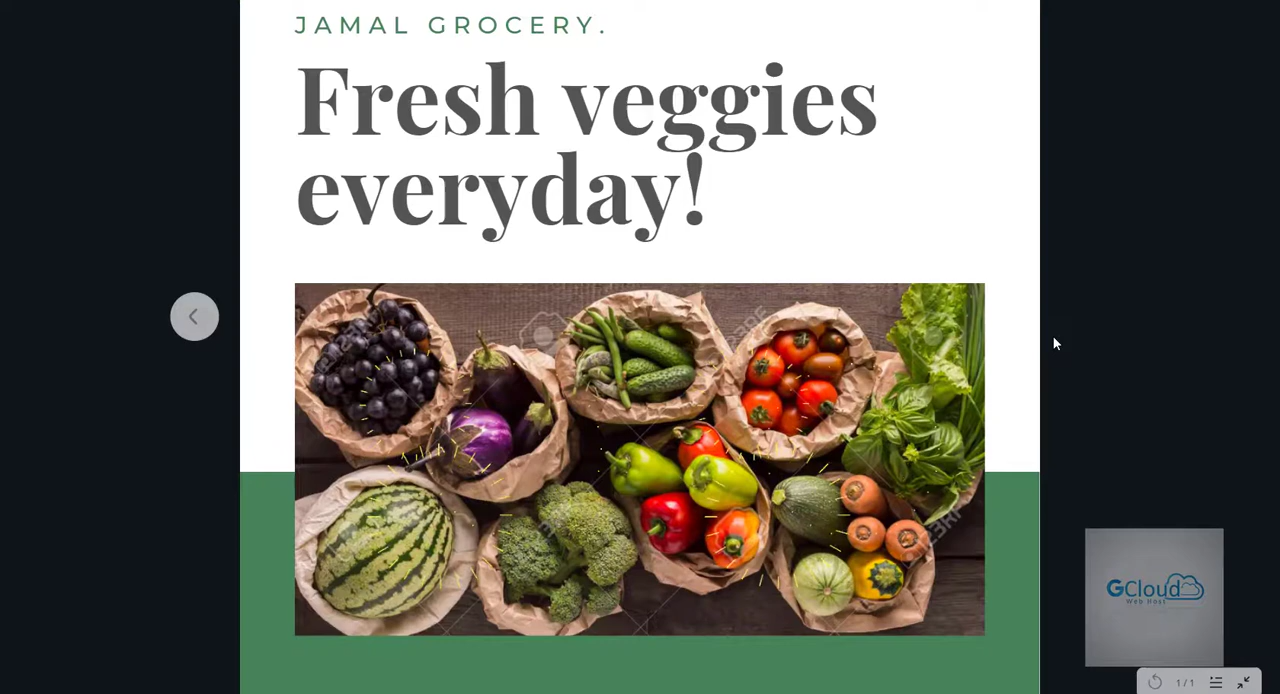 JAMAL GROCERY.
Fresh veggies
everyday!
GCloud
Web Host
1/1